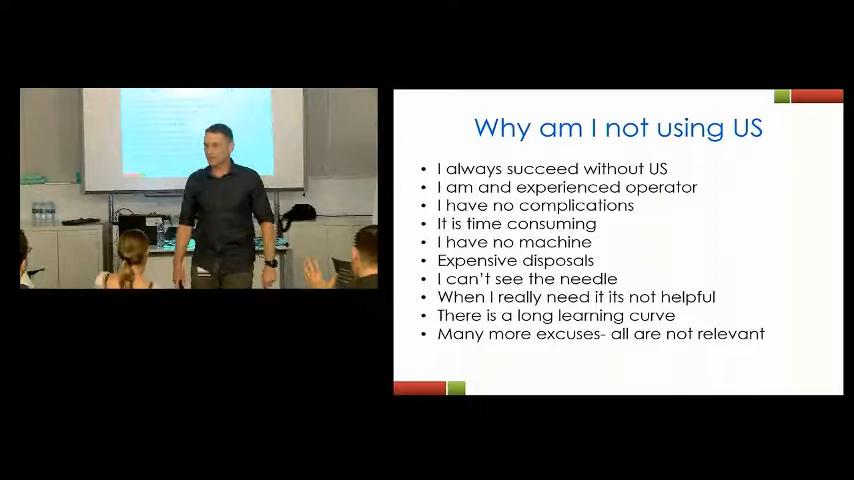 Why am I not using US
• I always succeed without US
• I am and experienced operator
• I have no complications
• It is time consuming
• I have no machine
• Expensive disposals
• I can't see the needle
• When I really need it its not helpful
• There is a long learning curve
• Many more excuses- all are not relevant